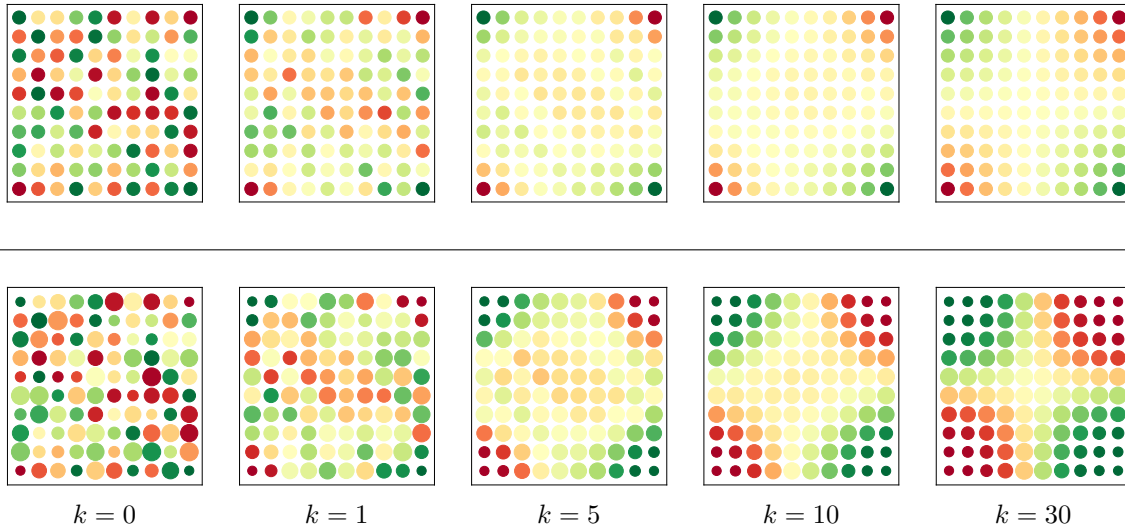 k = 0 k = 1 k = 5 k = 10 k = 30